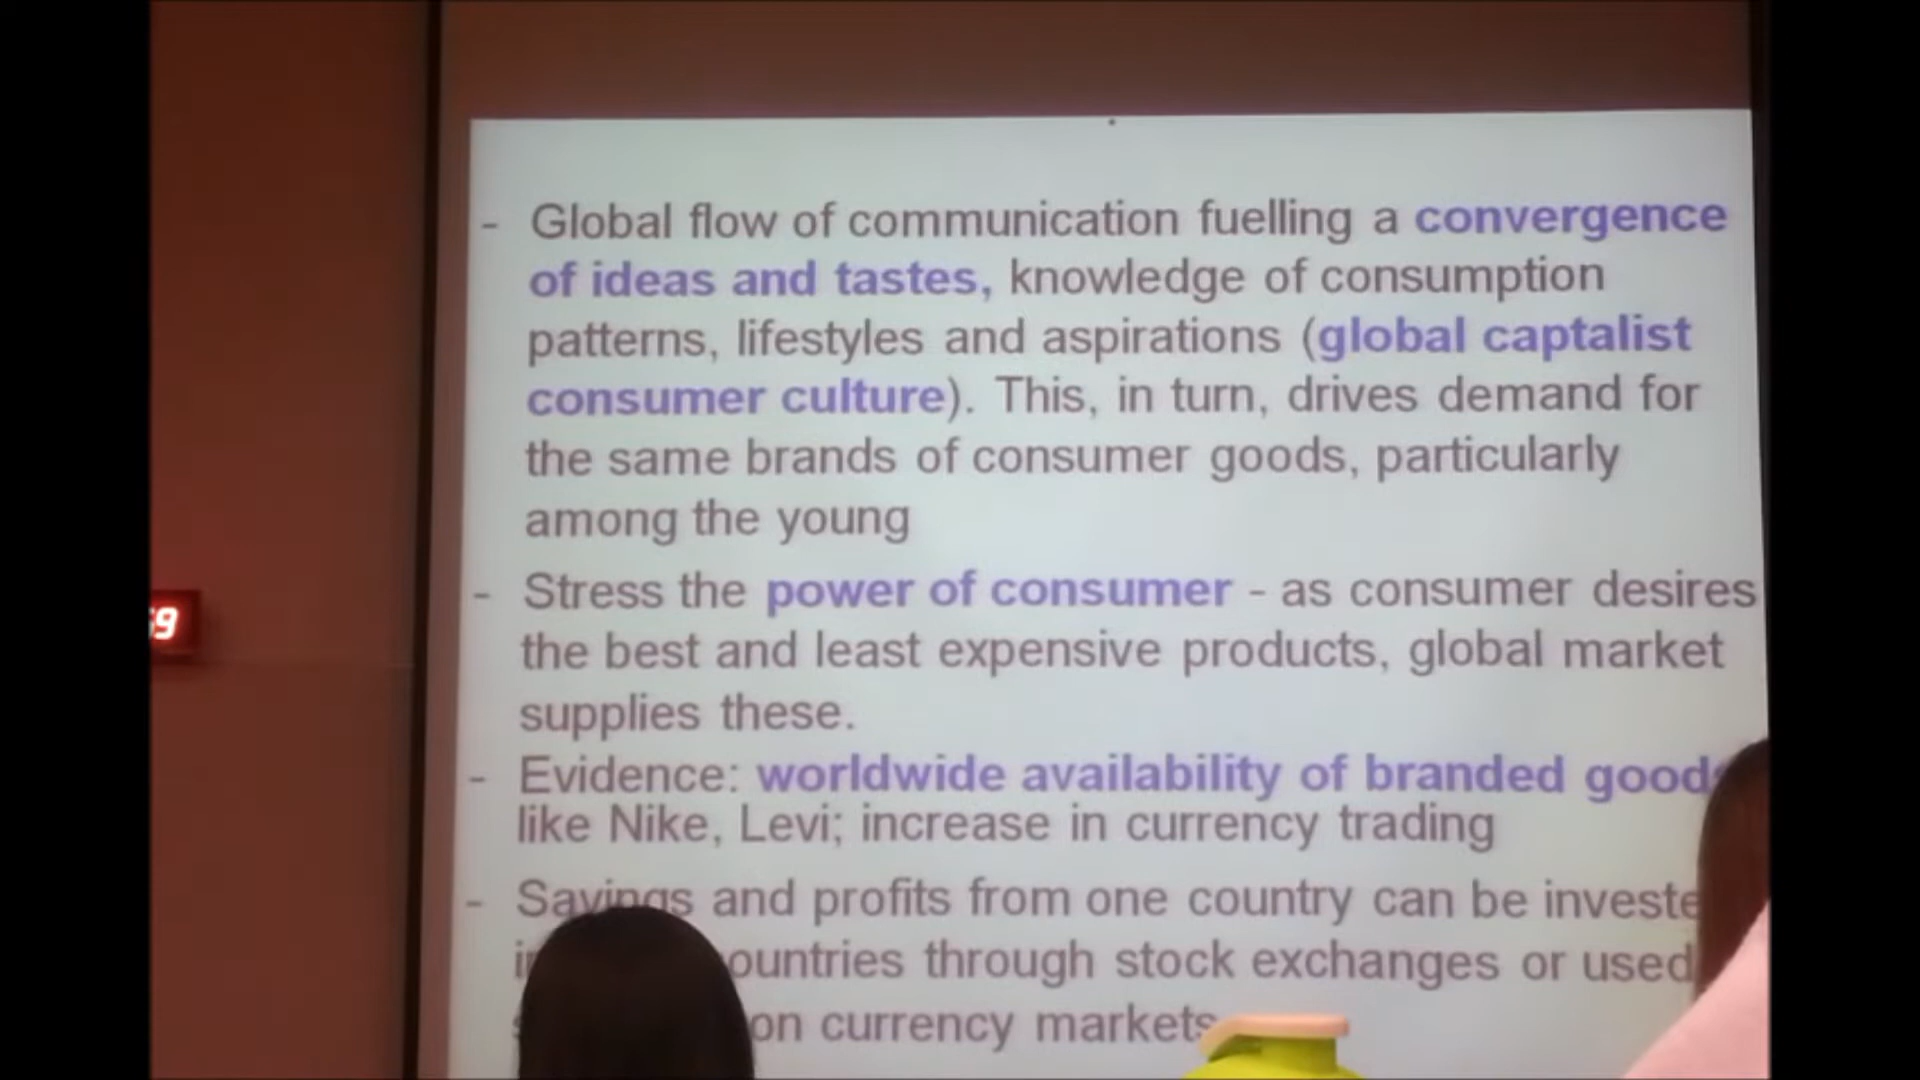 - Global flow of communication fuelling a convergence
of ideas and tastes, knowledge of consumption
patterns, lifestyles and aspirations (global captalist
consumer culture). This, in turn, drives demand for
the same brands of consumer goods, particularly
among the young
- Stress the power of consumer - as consumer desires
the best and least expensive products, global market
supplies these.
- Evidence: worldwide availability of branded goods
like Nike, Levi; increase in currency trading
- Savings and profits from one country can be
through stock exchanges or used
on currency markets
9